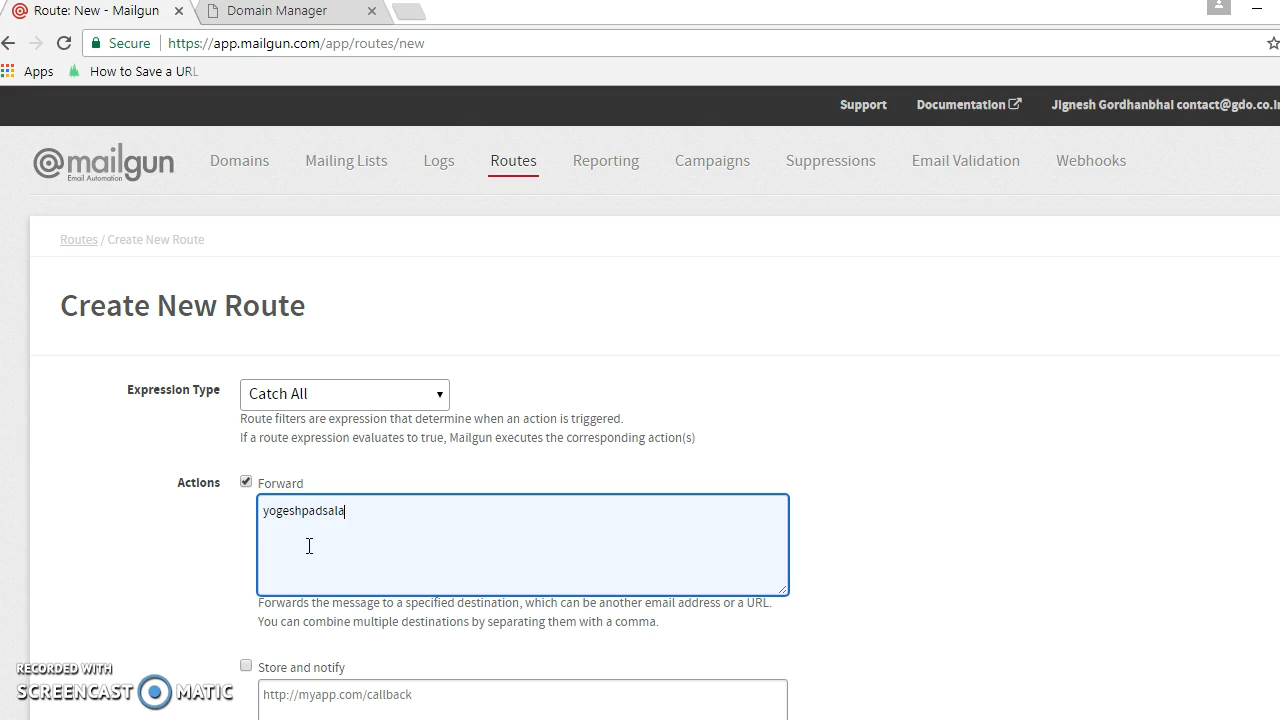 Route: New - Mailgun
Domain Manager
Secure
https://app.mailgun.com/app/routes/new
Apps
How to Save a URL
Support
Documentation
Jignesh Gordhanbhai contact@gdo.co.i
@mailgun
Email Automation
Domains
Mailing Lists
Logs
Routes
Reporting
Campaigns
Suppressions
Email Validation
Webhooks
Routes / Create New Route
Create New Route
Expression Type
Catch All
Route filters are expression that determine when an action is triggered.
If a route expression evaluates to true, Mailgun executes the corresponding action(s)
Actions
Forward
yogeshpadsala
Forwards the message to a specified destination, which can be another email address or a URL.
You can combine multiple destinations by separating them with a comma.
Store and notify
http://myapp.com/callback
RECORDED WITH
SCREENCAST MATIC